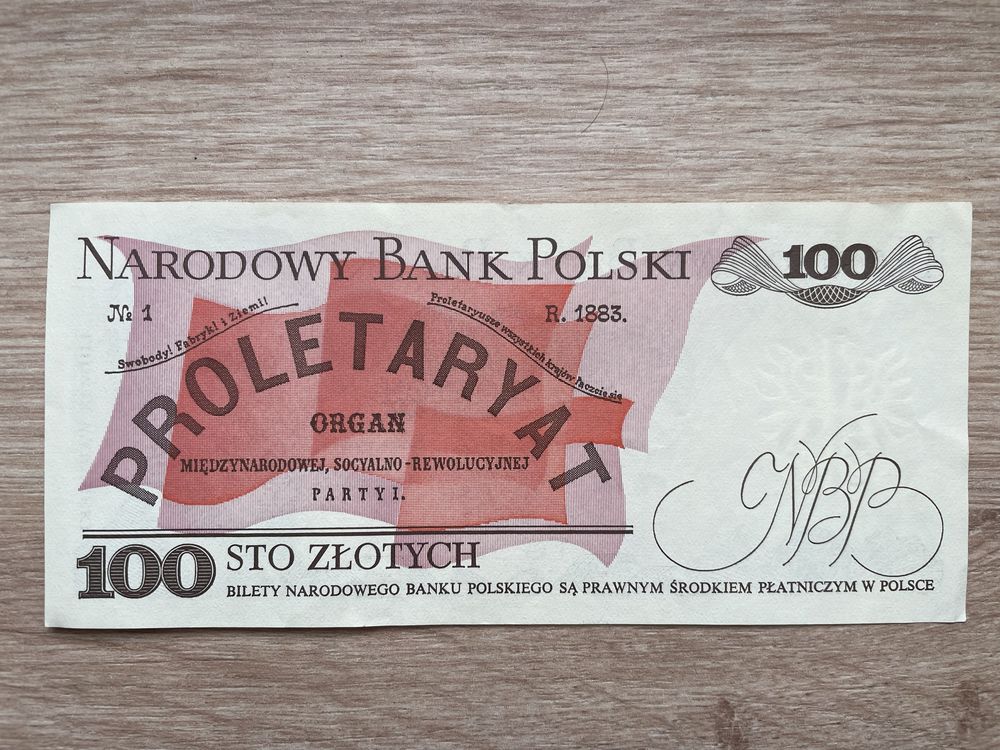 NARODOWY BANK POLSKI
100
№ 1
R. 1883.
Swobody! Fabryk! i Ziemi!
Proletaryusze wszystkich krajów łączcie się
PROLETARYAT
ORGAN
MIĘDZYNARODOWEJ, SOCYALNO-REWOLUCYJNEJ
PARTYI.
NBP
100 STO ZŁOTYCH
BILETY NARODOWEGO BANKU POLSKIEGO SĄ PRAWNYM ŚRODKIEM PŁATNICZYM W POLSCE